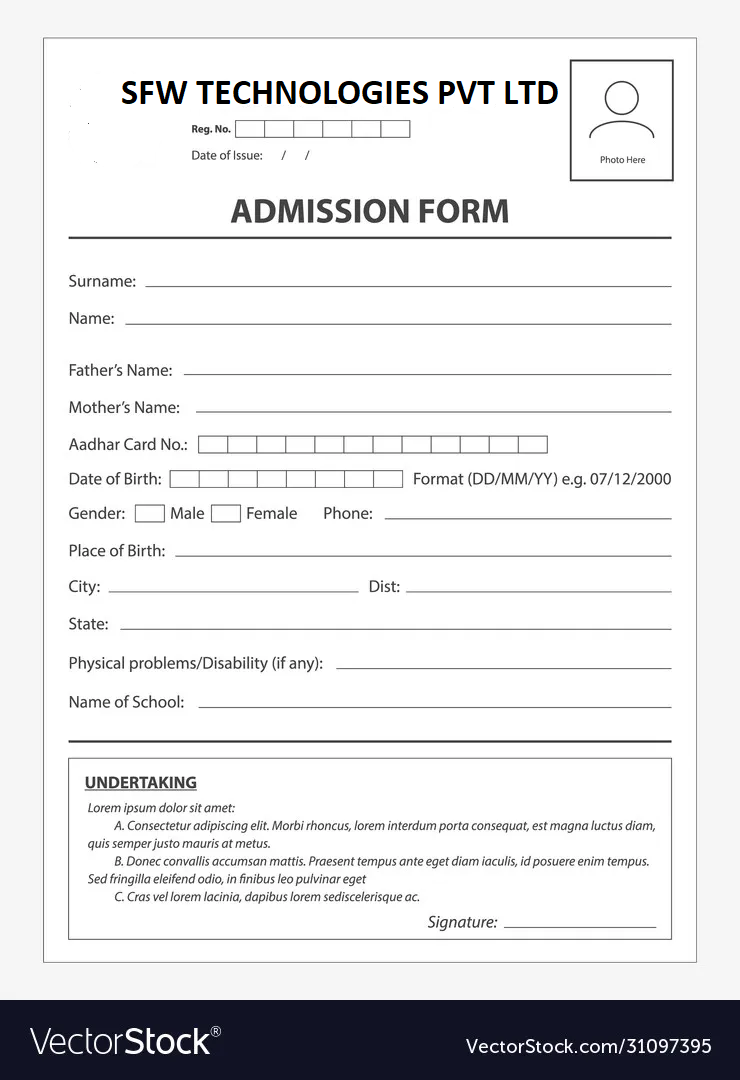 SFW TECHNOLOGIES PVT LTD
Reg. No.
Date of Issue: / /
Photo Here
ADMISSION FORM
Surname:
Name:
Father's Name:
Mother's Name:
Aadhar Card No.:
Date of Birth: Format (DD/MM/YY) e.g. 07/12/2000
Gender: Male Female Phone:
Place of Birth:
City: Dist:
State:
Physical problems/Disability (if any):
Name of School:
UNDERTAKING
Lorem ipsum dolor sit amet:
A. Consectetur adipiscing elit. Morbi rhoncus, lorem interdum porta consequat, est magna luctus diam,
quis semper justo mauris at metus.
B. Donec convallis accumsan mattis. Praesent tempus ante eget diam iaculis, id posuere enim tempus.
Sed fringilla eleifend odio, in finibus leo pulvinar eget
C. Cras vel lorem lacinia, dapibus lorem sediscelerisque ac.
Signature:
VectorStock®
VectorStock.com/31097395